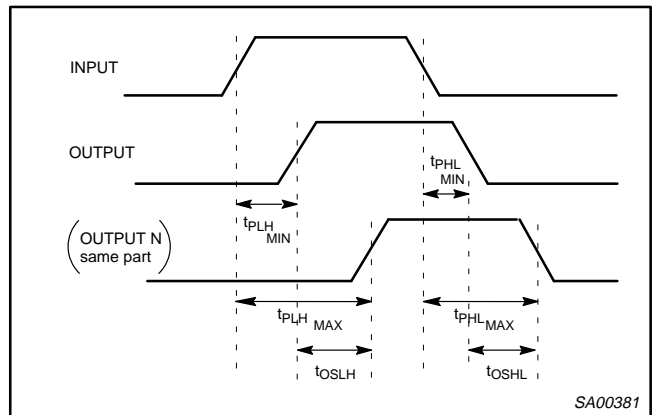 INPUT
OUTPUT
tPHL
MIN
tPLH
MIN
(OUTPUT N
same part)
tPLH MAX
tPHL MAX
tOSLH
tOSHL
SA00381